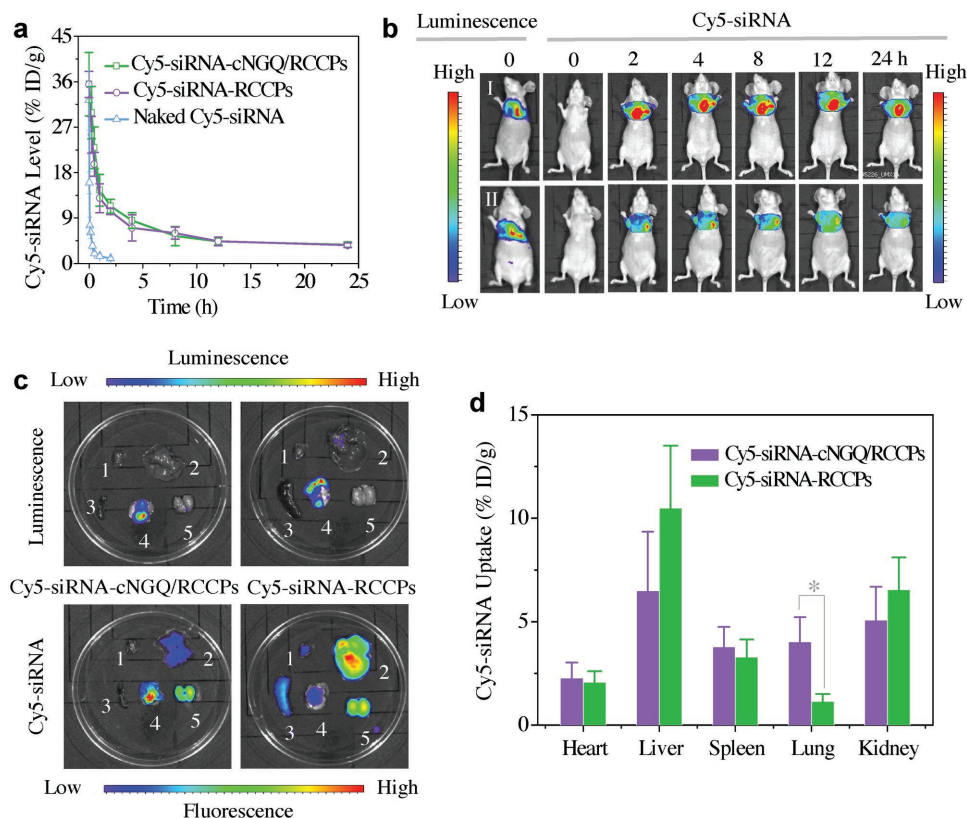 a
Cy5-siRNA Level (% ID/g)
45
36
27
18
9
0
Cy5-siRNA-cNGQ/RCCPs
Cy5-siRNA-RCCPs
Naked Cy5-siRNA
0 5 10 15 20 25
Time (h)
b
Luminescence Cy5-siRNA
0 0 2 4 8 12 24 h
High
Low
I
II
High
Low
c
Luminescence
Low High
Luminescence
1 2 3 4 5
1 2 3 4 5
Cy5-siRNA-cNGQ/RCCPs Cy5-siRNA-RCCPs
Cy5-siRNA
1 2 3 4 5
1 2 3 4 5
Low High
Fluorescence
d
Cy5-siRNA Uptake (% ID/g)
15
10
5
0
Cy5-siRNA-cNGQ/RCCPs
Cy5-siRNA-RCCPs
*
Heart Liver Spleen Lung Kidney